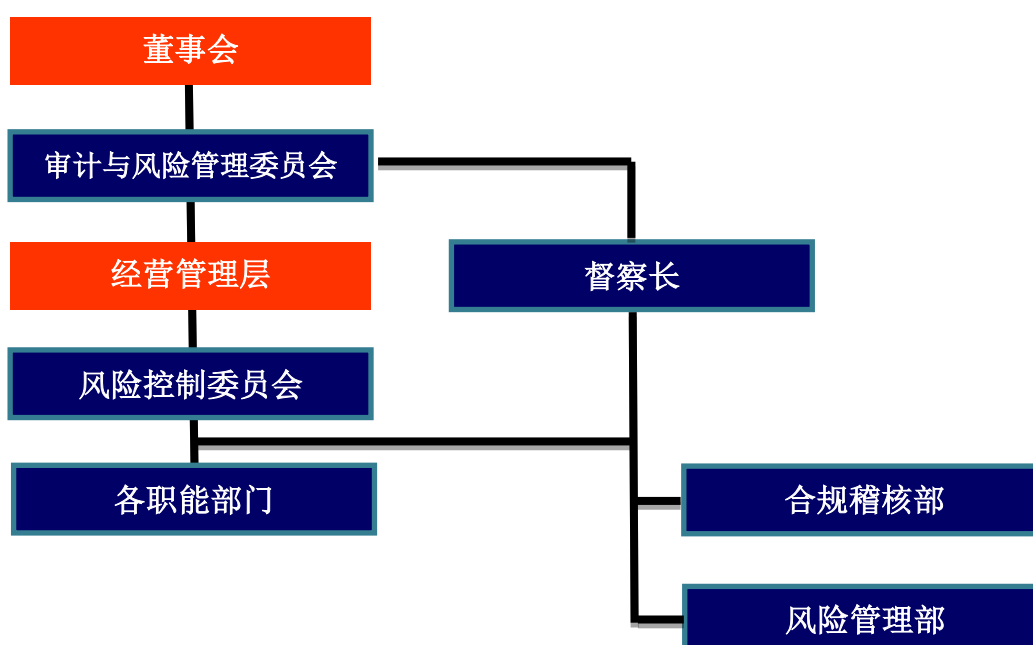 董事会
审计与风险管理委员会
经营管理层
督察长
风险控制委员会
各职能部门
合规稽核部
风险管理部